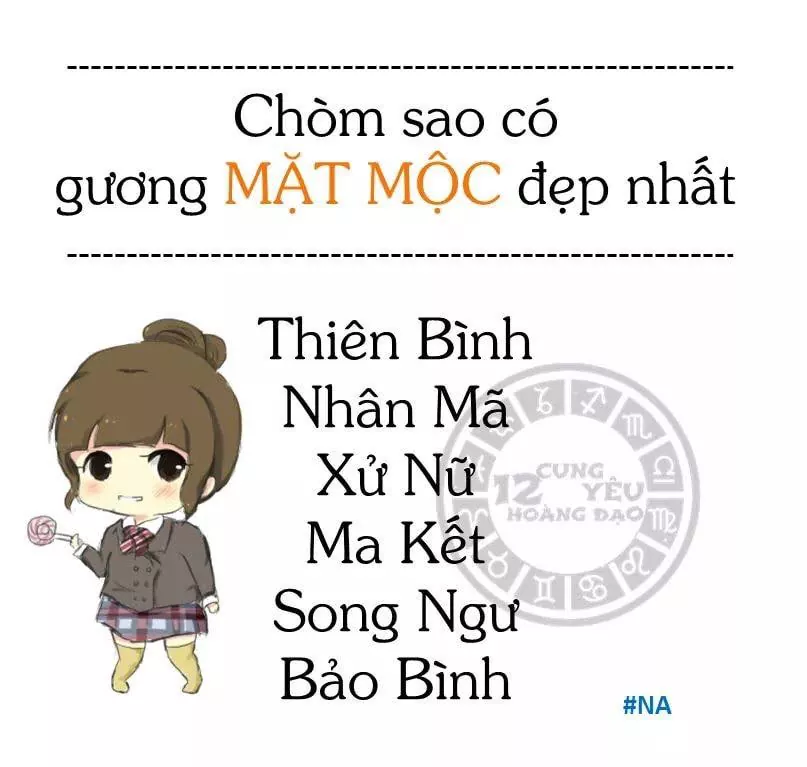 Chòm sao có
gương MẶT MỘC đẹp nhất
Thiên Bình
Nhân Mã
Xử Nữ
Ma Kết
Song Ngư
Bảo Bình
12 CUNG
HOÀNG ĐẠO YÊU
#NA